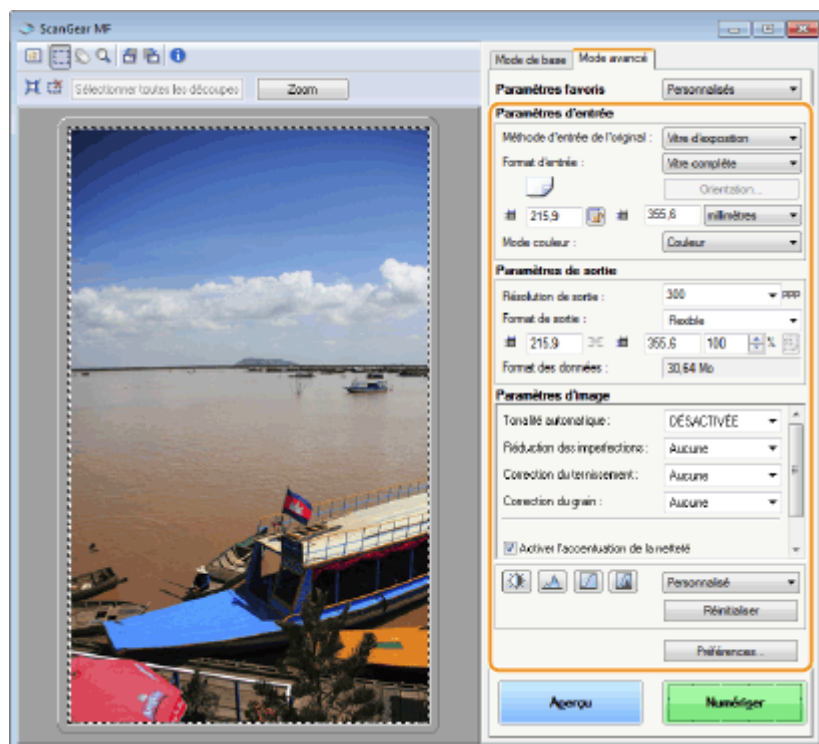 ScanGear MF
Sélectionner toutes les découpes Zoom
Mode de base Mode avancé
Paramètres favoris Personnalisés
Paramètres d'entrée
Méthode d'entrée de l'original : Vitre d'exposition
Format d'entrée : Vitre complète
Orientation...
215,9 355,6 millimètres
Mode couleur : Couleur
Paramètres de sortie
Résolution de sortie : 300 PPP
Format de sortie : Flexible
215,9 355,6 100 %
Format des données : 30,64 Mo
Paramètres d'image
Tonalité automatique : DÉSACTIVÉE
Réduction des imperfections : Aucune
Correction du ternissement : Aucune
Correction du grain : Aucune
Activer l'accentuation de la netteté
Personnalisé
Réinitialiser
Préférences...
Aperçu Numériser